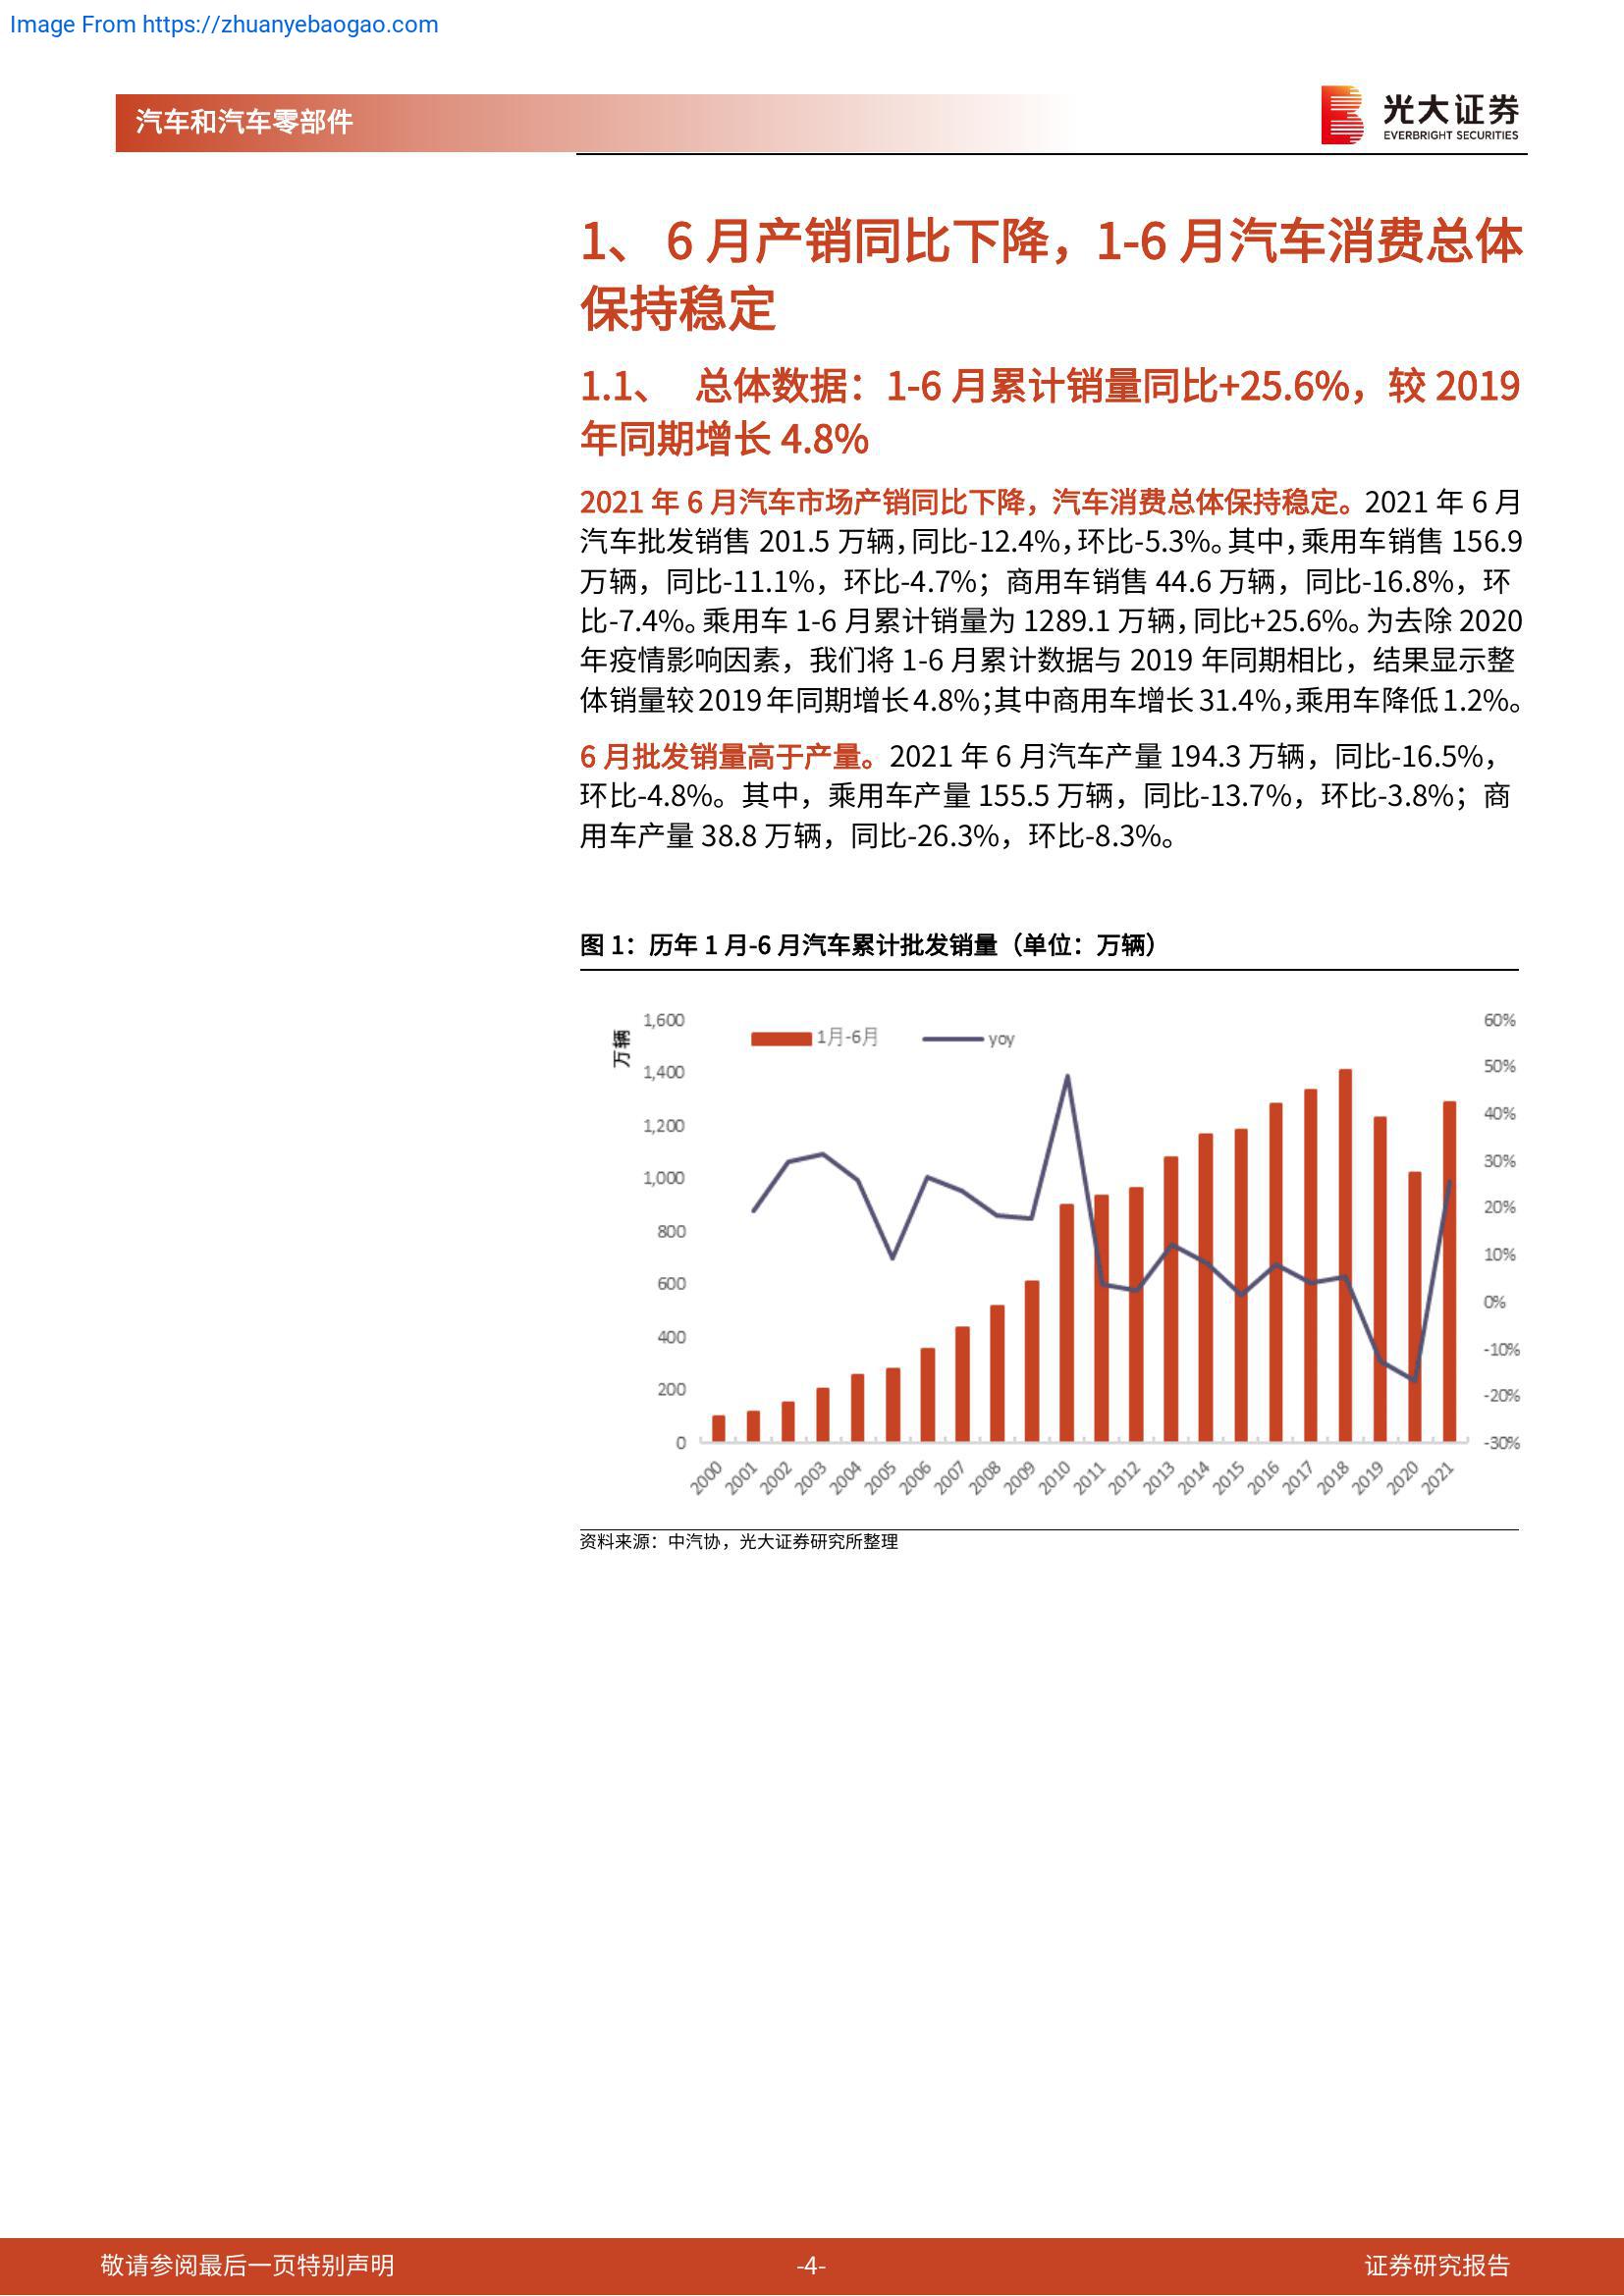 Image From https://zhuanyebaogao.com
汽车和汽车零部件
光大证券
EVERBRIGHT SECURITIES
1、 6 月产销同比下降，1-6 月汽车消费总体
保持稳定
1.1、 总体数据：1-6 月累计销量同比+25.6%，较 2019
年同期增长 4.8%
2021 年 6 月汽车市场产销同比下降，汽车消费总体保持稳定。2021 年 6 月
汽车批发销售 201.5 万辆，同比-12.4%，环比-5.3%。其中，乘用车销售 156.9
万辆，同比-11.1%，环比-4.7%；商用车销售 44.6 万辆，同比-16.8%，环
比-7.4%。乘用车 1-6 月累计销量为 1289.1 万辆，同比+25.6%。为去除 2020
年疫情影响因素，我们将 1-6 月累计数据与 2019 年同期相比，结果显示整
体销量较 2019 年同期增长 4.8%；其中商用车增长 31.4%，乘用车降低 1.2%。
6 月批发销量高于产量。2021 年 6 月汽车产量 194.3 万辆，同比-16.5%，
环比-4.8%。其中，乘用车产量 155.5 万辆，同比-13.7%，环比-3.8%；商
用车产量 38.8 万辆，同比-26.3%，环比-8.3%。
图 1：历年 1 月-6 月汽车累计批发销量（单位：万辆）
万辆
1月-6月 yoy
1,600
1,400
1,200
1,000
800
600
400
200
0
60%
50%
40%
30%
20%
10%
0%
-10%
-20%
-30%
2000 2001 2002 2003 2004 2005 2006 2007 2008 2009 2010 2011 2012 2013 2014 2015 2016 2017 2018 2019 2020 2021
资料来源：中汽协，光大证券研究所整理
敬请参阅最后一页特别声明 -4- 证券研究报告